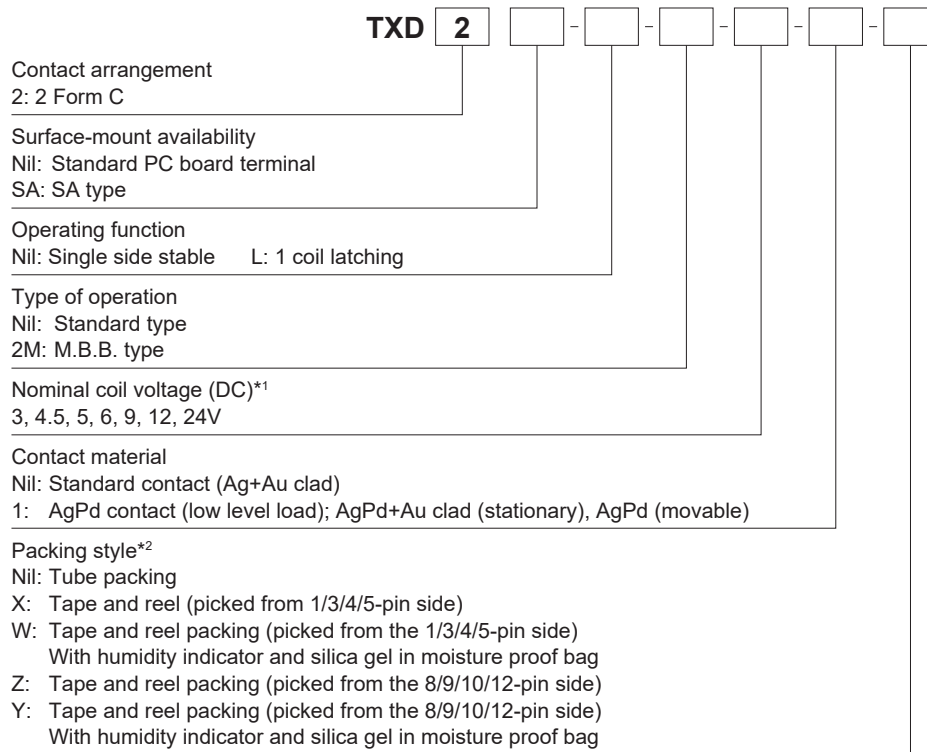 TXD 2 - - - - -
Contact arrangement
2: 2 Form C
Surface-mount availability
Nil: Standard PC board terminal
SA: SA type
Operating function
Nil: Single side stable L: 1 coil latching
Type of operation
Nil: Standard type
2M: M.B.B. type
Nominal coil voltage (DC)*1
3, 4.5, 5, 6, 9, 12, 24V
Contact material
Nil: Standard contact (Ag+Au clad)
1: AgPd contact (low level load); AgPd+Au clad (stationary), AgPd (movable)
Packing style*2
Nil: Tube packing
X: Tape and reel (picked from 1/3/4/5-pin side)
W: Tape and reel packing (picked from the 1/3/4/5-pin side)
With humidity indicator and silica gel in moisture proof bag
Z: Tape and reel packing (picked from the 8/9/10/12-pin side)
Y: Tape and reel packing (picked from the 8/9/10/12-pin side)
With humidity indicator and silica gel in moisture proof bag